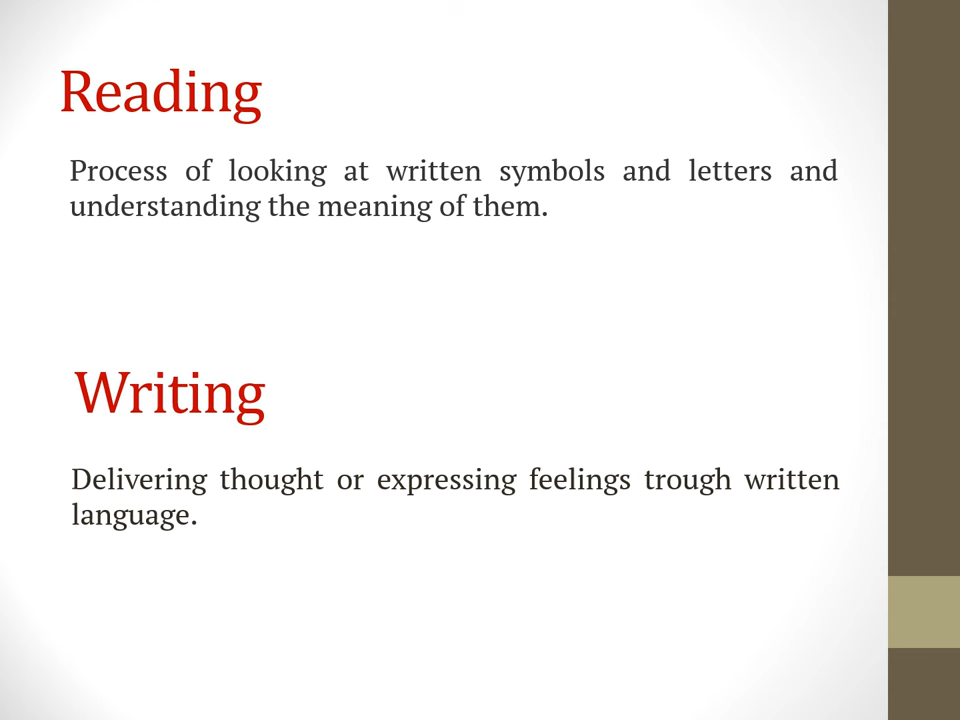 Reading
Process of looking at written symbols and letters and
understanding the meaning of them.
Writing
Delivering thought or expressing feelings trough written
language.